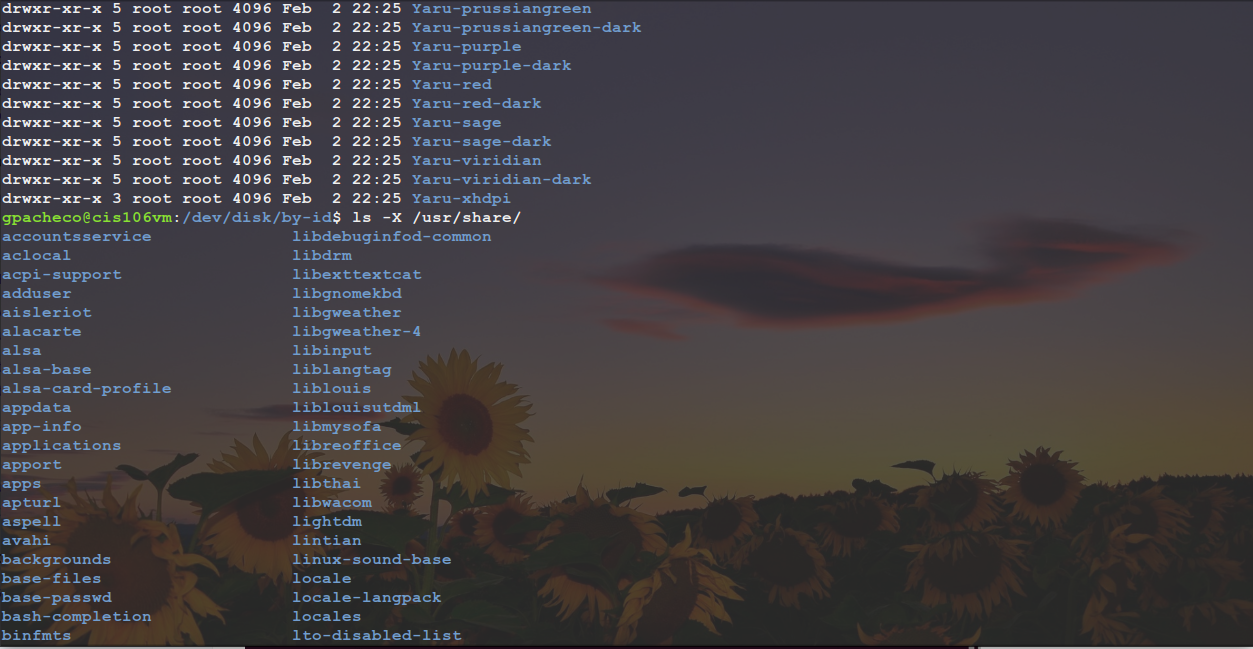 drwxr-xr-x 5 root root 4096 Feb  2 22:25 Yaru-prussiangreen
drwxr-xr-x 5 root root 4096 Feb  2 22:25 Yaru-prussiangreen-dark
drwxr-xr-x 5 root root 4096 Feb  2 22:25 Yaru-purple
drwxr-xr-x 5 root root 4096 Feb  2 22:25 Yaru-purple-dark
drwxr-xr-x 5 root root 4096 Feb  2 22:25 Yaru-red
drwxr-xr-x 5 root root 4096 Feb  2 22:25 Yaru-red-dark
drwxr-xr-x 5 root root 4096 Feb  2 22:25 Yaru-sage
drwxr-xr-x 5 root root 4096 Feb  2 22:25 Yaru-sage-dark
drwxr-xr-x 5 root root 4096 Feb  2 22:25 Yaru-viridian
drwxr-xr-x 5 root root 4096 Feb  2 22:25 Yaru-viridian-dark
drwxr-xr-x 3 root root 4096 Feb  2 22:25 Yaru-xhdpi
gpacheco@cis106vm:/dev/disk/by-id$ ls -X /usr/share/
accountsservice libdebuginfod-common
aclocal libdrm
acpi-support libexttextcat
adduser libgnomekbd
aisleriot libgweather
alacarte libgweather-4
alsa libinput
alsa-base liblangtag
alsa-card-profile liblouis
appdata liblouisutdml
app-info libmysofa
applications libreoffice
apport librevenge
apps libthai
apturl libwacom
aspell lightdm
avahi lintian
backgrounds linux-sound-base
base-files locale
base-passwd locale-langpack
bash-completion locales
binfmts lto-disabled-list